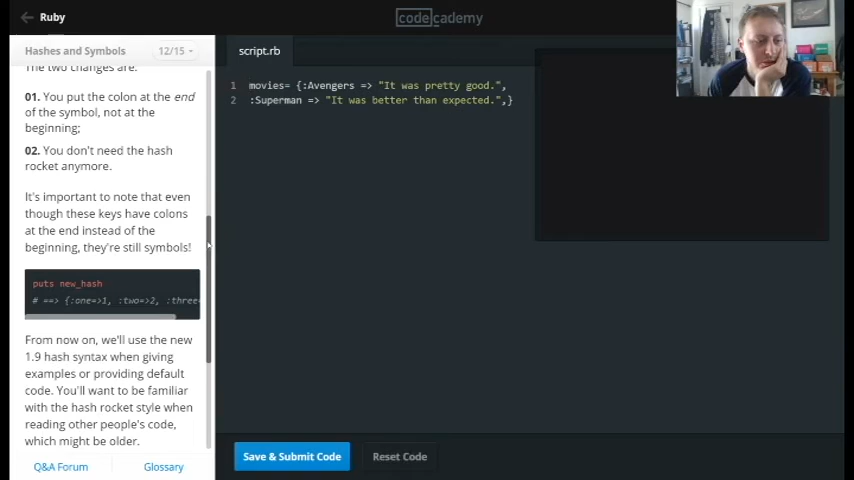 Ruby
codecademy
Hashes and Symbols
12/15
The two changes are:
01. You put the colon at the end
of the symbol, not at the
beginning;
02. You don't need the hash
rocket anymore.
It's important to note that even
though these keys have colons
at the end instead of the
beginning, they're still symbols!
puts new_hash
# ==> {:one=>1, :two=>2, :three=
From now on, we'll use the new
1.9 hash syntax when giving
examples or providing default
code. You'll want to be familiar
with the hash rocket style when
reading other people's code,
which might be older.
Q&A Forum
Glossary
script.rb
1 movies= {:Avengers => "It was pretty good.",
2 :Superman => "It was better than expected.",}
Save & Submit Code
Reset Code